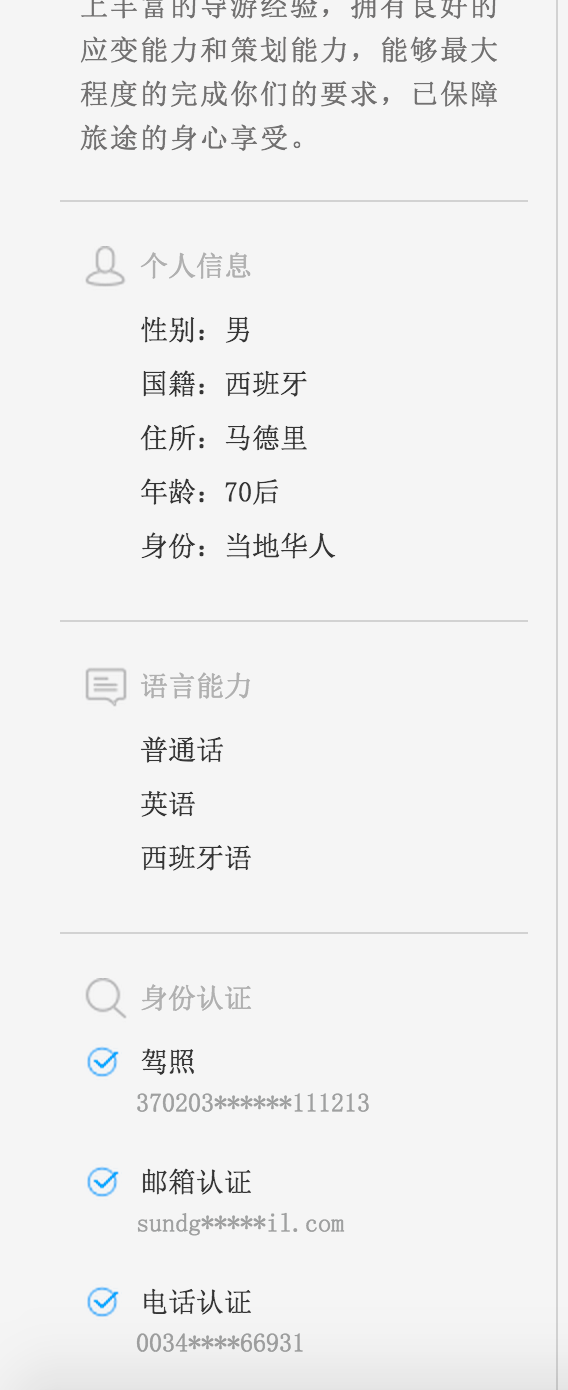 上丰富的导游经验，拥有良好的
应变能力和策划能力，能够最大
程度的完成你们的要求，已保障
旅途的身心享受。
个人信息
性别：男
国籍：西班牙
住所：马德里
年龄：70后
身份：当地华人
语言能力
普通话
英语
西班牙语
身份认证
驾照
370203******111213
邮箱认证
sundg*****il.com
电话认证
0034****66931